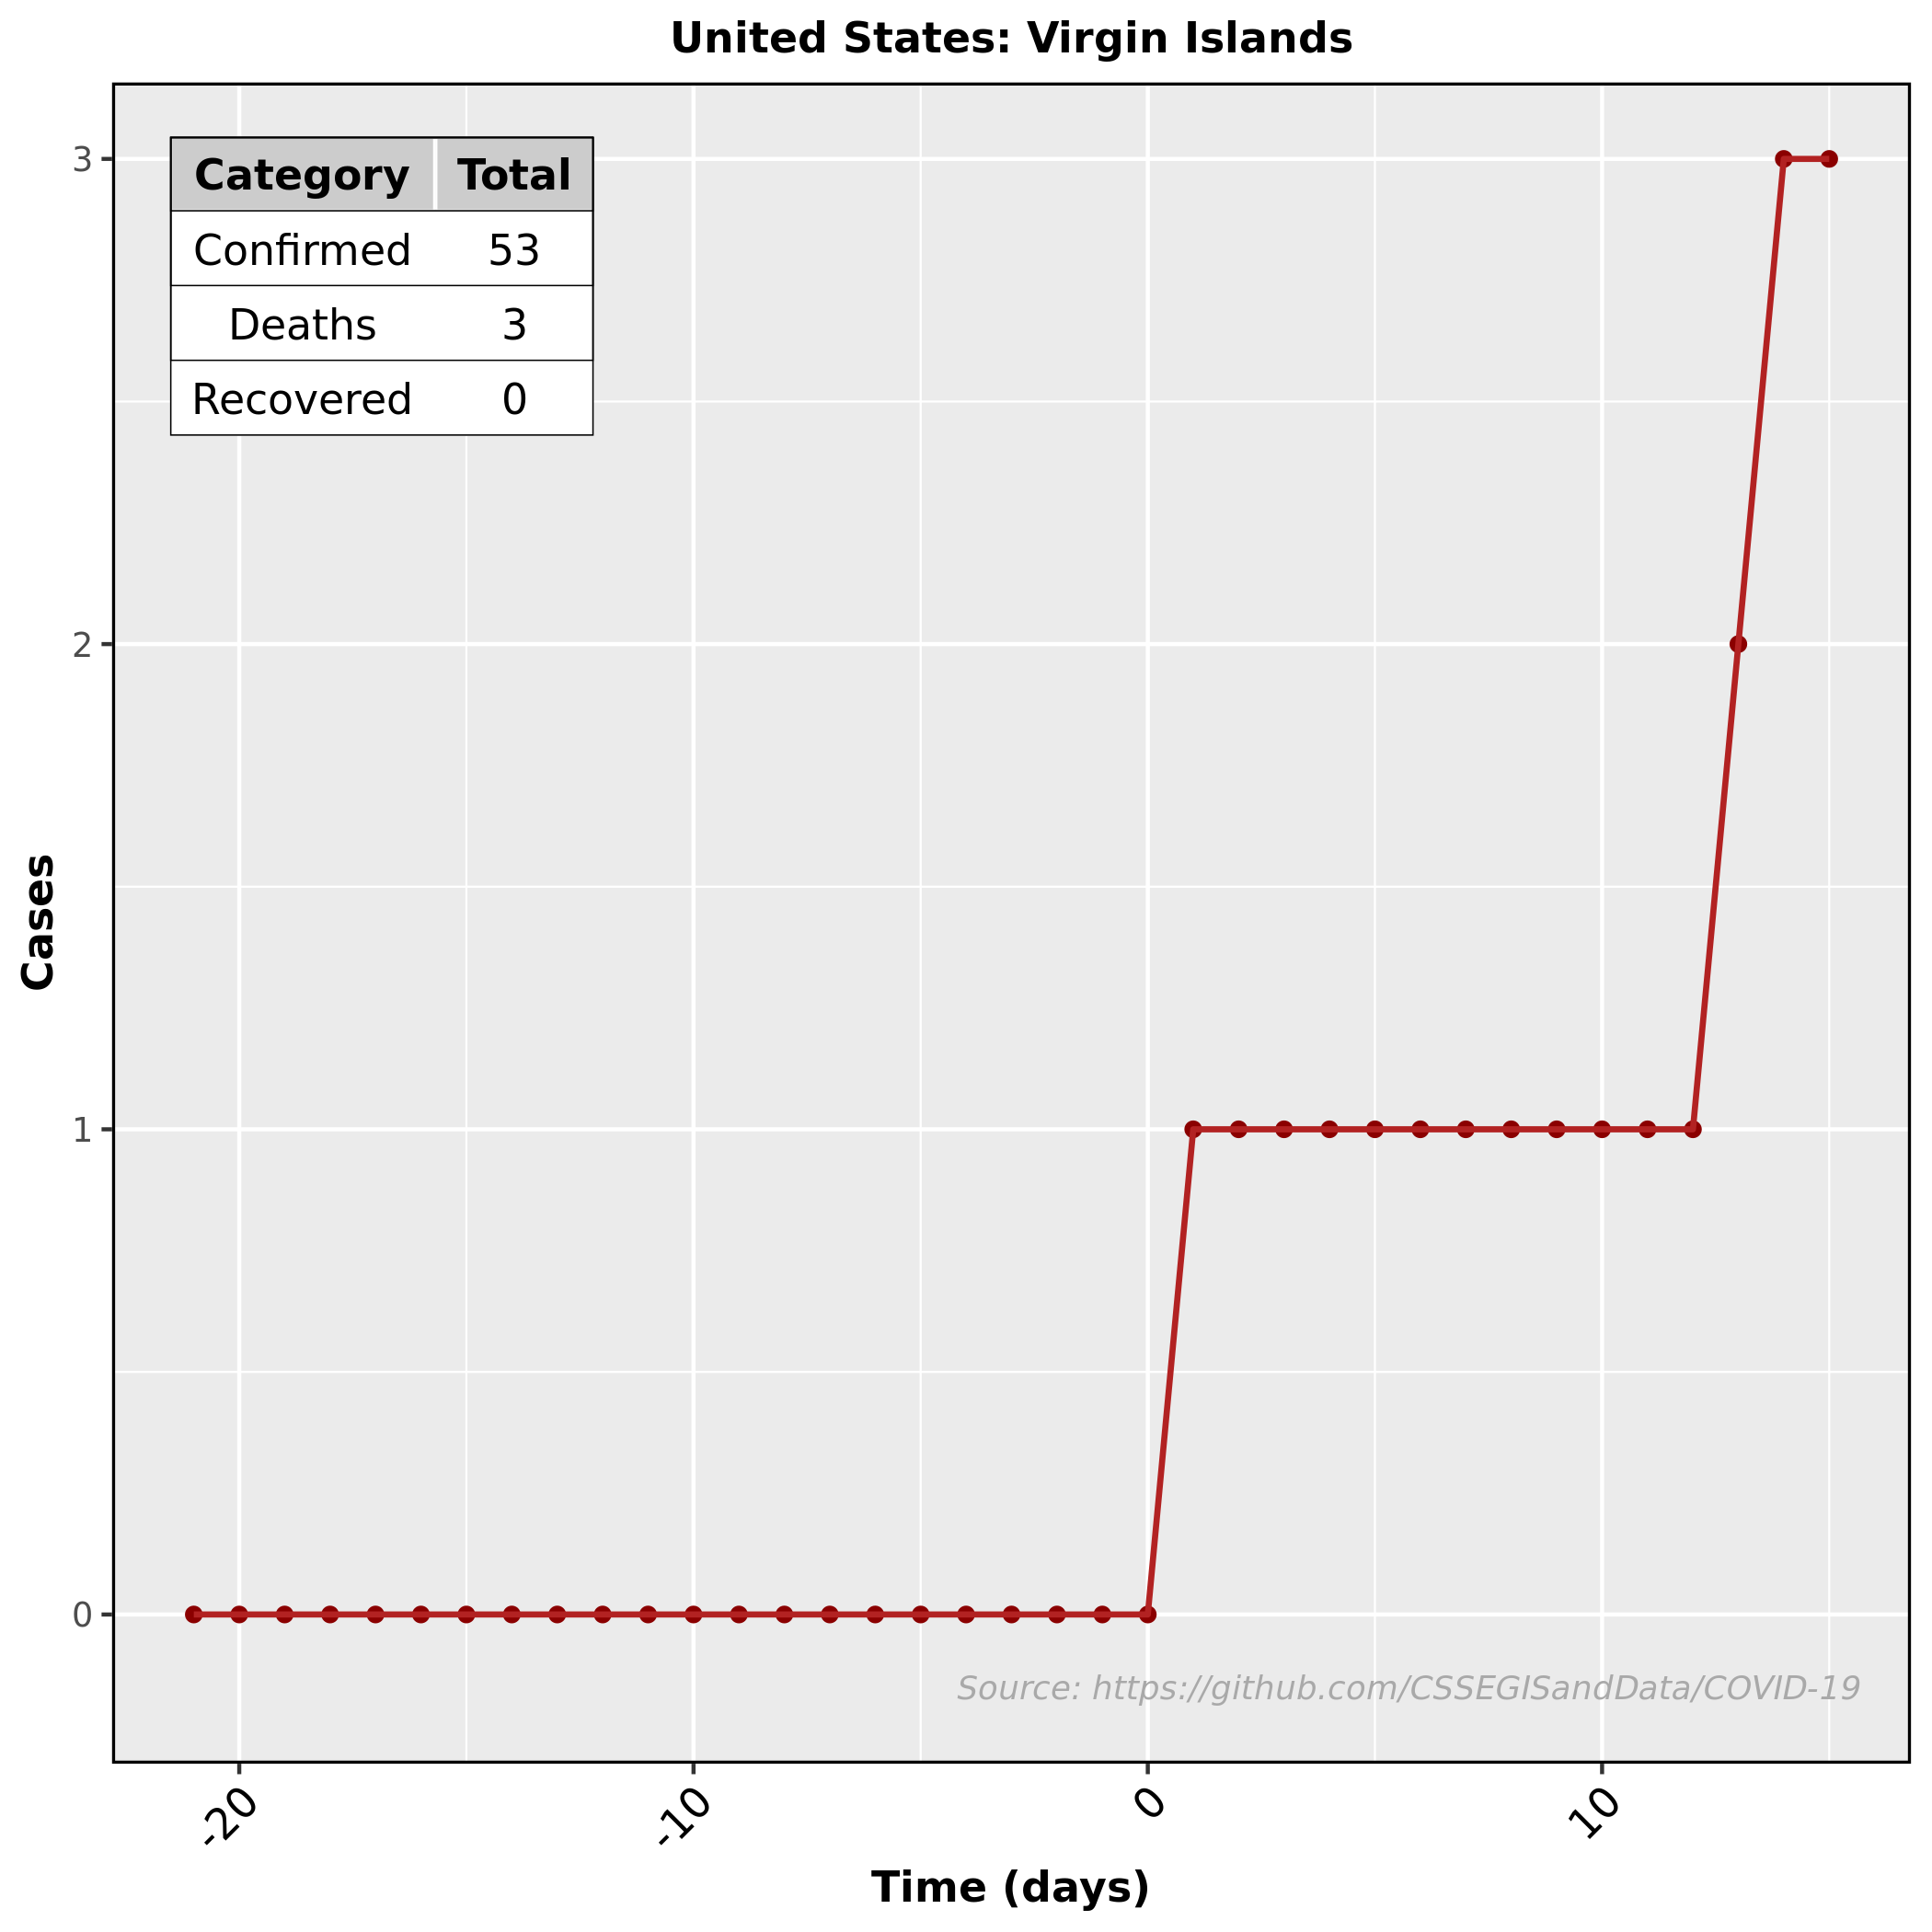 United States: Virgin Islands
Category Total
Confirmed 53
Deaths 3
Recovered 0
3
2
1
0
Cases
Source: https://github.com/CSSEGISandData/COVID-19
-20 -10 0 10
Time (days)